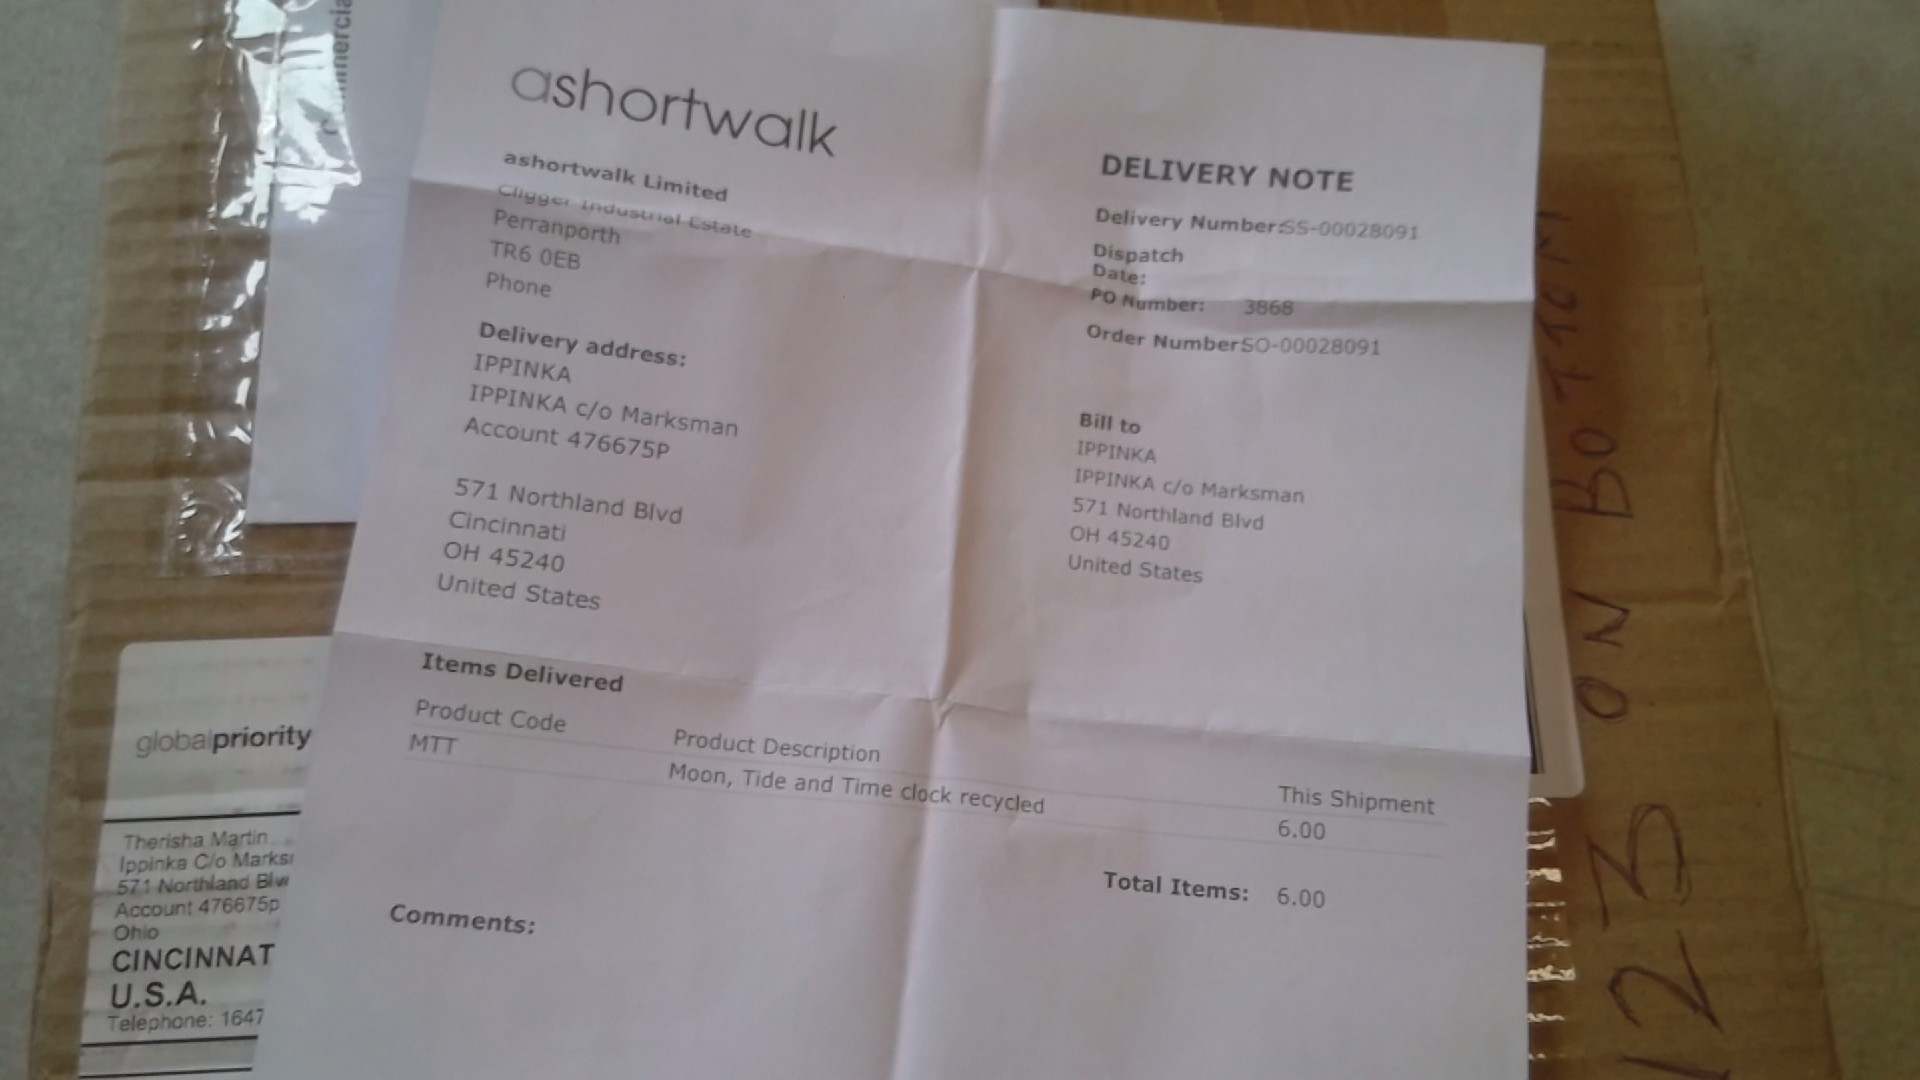 ashortwalk
ashortwalk Limited
Cligger Industrial Estate
Perranporth
TR6 0EB
Phone
DELIVERY NOTE
Delivery Number:SS-00028091
Dispatch
Date:
PO Number: 3868
Order NumberSO-00028091
Delivery address:
IPPINKA
IPPINKA c/o Marksman
Account 476675P
571 Northland Blvd
Cincinnati
OH 45240
United States
Bill to
IPPINKA
IPPINKA c/o Marksman
571 Northland Blvd
OH 45240
United States
Items Delivered
Product Code Product Description This Shipment
MTT Moon, Tide and Time clock recycled 6.00
Total Items: 6.00
Comments:
globalpriority
Therisha Martin
Ippinka C/o Marks
571 Northland Blv
Account 476675p
Ohio
CINCINNAT
U.S.A.
Telephone: 1647
123 ON BOTTOM